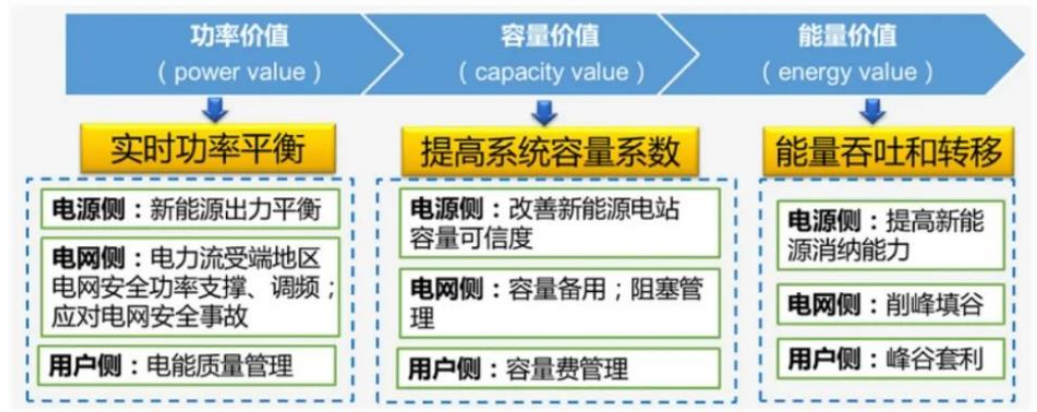 功率价值
（power value）
实时功率平衡
电源侧：新能源出力平衡
电网侧：电力流受端地区
电网安全功率支撑、调频；
应对电网安全事故
用户侧：电能质量管理
容量价值
（capacity value）
提高系统容量系数
电源侧：改善新能源电站
容量可信度
电网侧：容量备用；阻塞管
理
用户侧：容量费管理
能量价值
（energy value）
能量吞吐和转移
电源侧：提高新能
源消纳能力
电网侧：削峰填谷
用户侧：峰谷套利